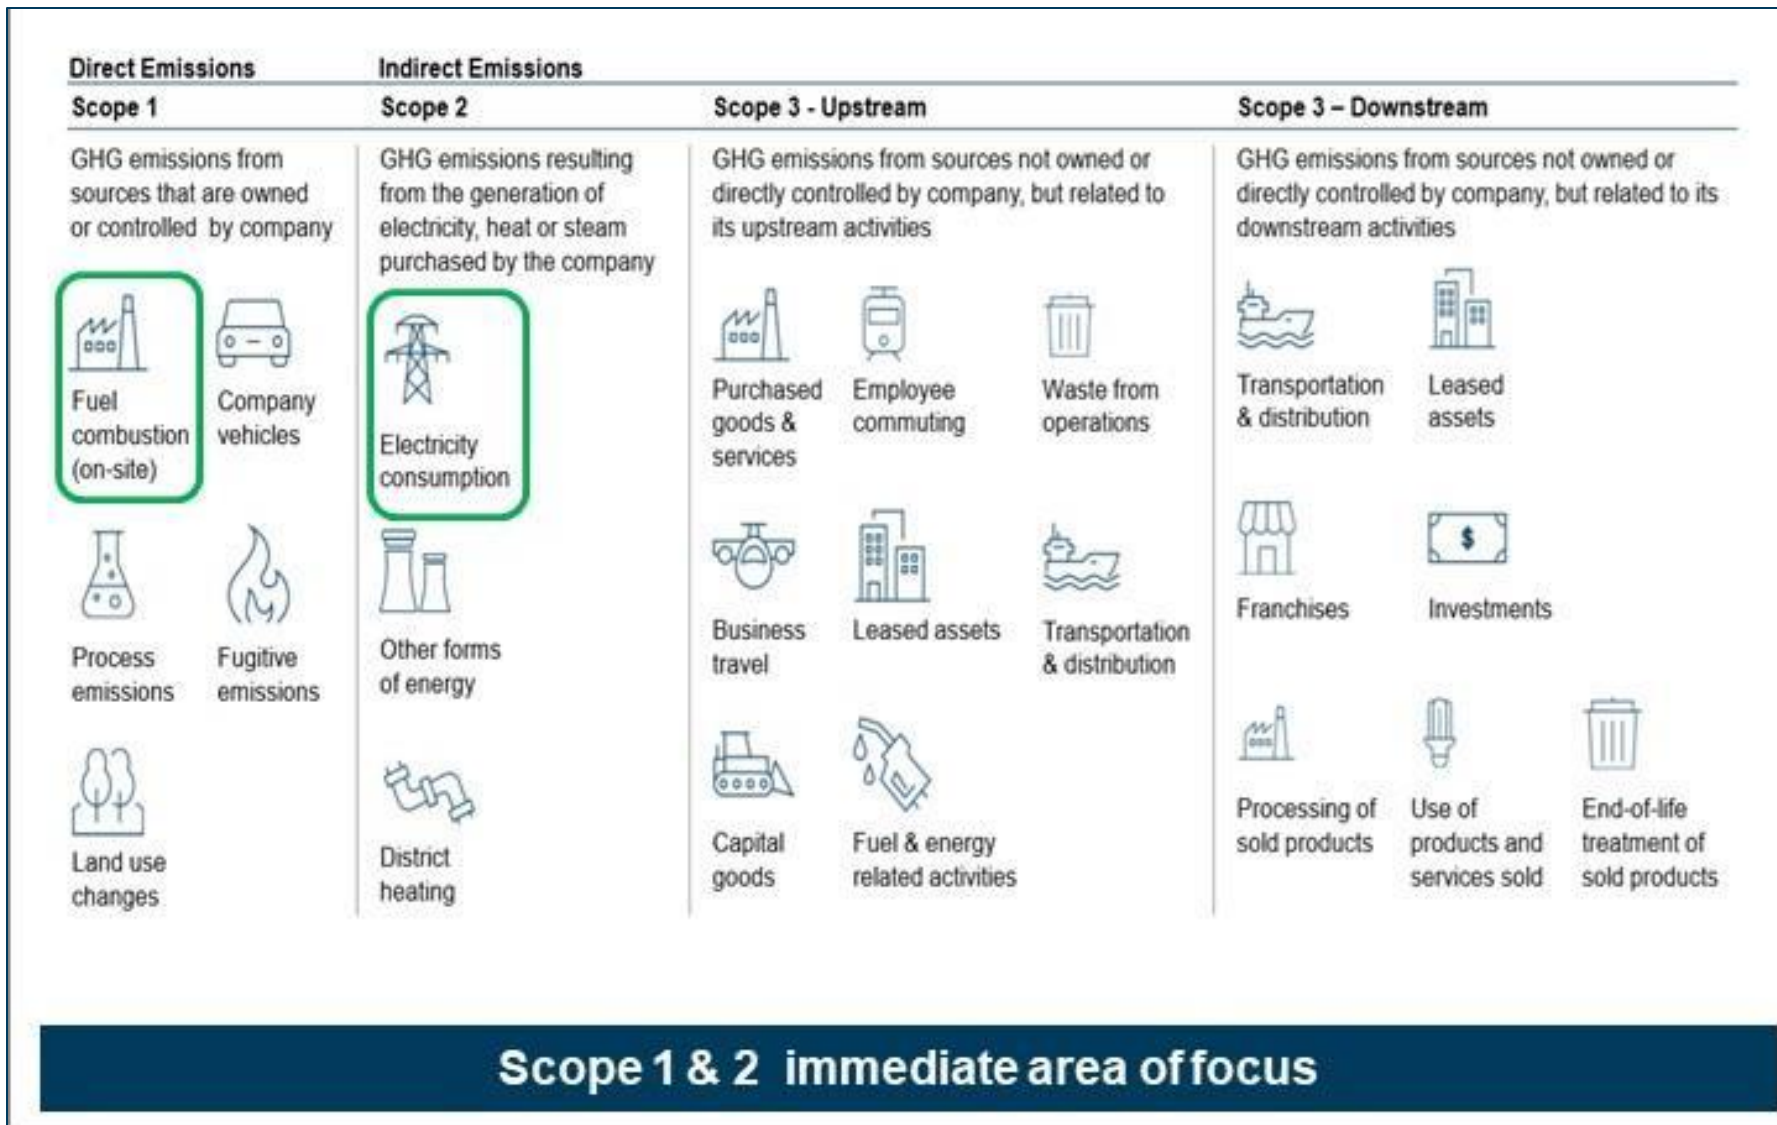 Direct Emissions
Indirect Emissions
Scope 1
Scope 2
Scope 3 - Upstream
Scope 3 – Downstream
GHG emissions from
sources that are owned
or controlled by company
GHG emissions resulting
from the generation of
electricity, heat or steam
purchased by the company
GHG emissions from sources not owned or
directly controlled by company, but related to
its upstream activities
GHG emissions from sources not owned or
directly controlled by company, but related to its
downstream activities
Fuel
combustion
(on-site)
Company
vehicles
Process
emissions
Fugitive
emissions
Land use
changes
Electricity
consumption
Other forms
of energy
District
heating
Purchased
goods &
services
Employee
commuting
Waste from
operations
Business
travel
Leased assets
Transportation
& distribution
Capital
goods
Fuel & energy
related activities
Transportation
& distribution
Leased
assets
Franchises
$
Investments
Processing of
sold products
Use of
products and
services sold
End-of-life
treatment of
sold products
Scope 1 & 2 immediate area of focus